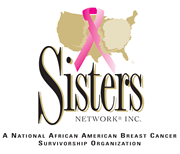 Sisters
NETWORK® INC.
A NATIONAL AFRICAN AMERICAN BREAST CANCER
SURVIVORSHIP ORGANIZATION